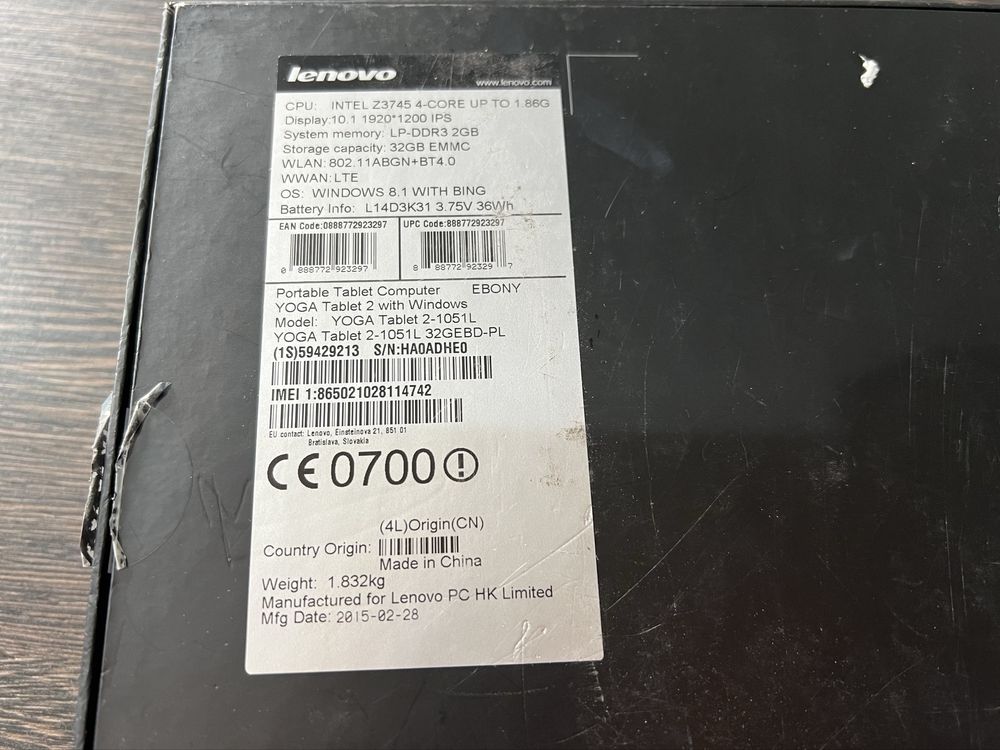 lenovo
www.lenovo.com
CPU: INTEL Z3745 4-CORE UP TO 1.86G
Display:10.1 1920*1200 IPS
System memory: LP-DDR3 2GB
Storage capacity: 32GB EMMC
WLAN: 802.11ABGN+BT4.0
WWAN: LTE
OS: WINDOWS 8.1 WITH BING
Battery Info: L14D3K31 3.75V 36Wh
EAN Code:0888772923297
UPC Code:888772923297
0 888772 923297
8 88772 92329 7
Portable Tablet Computer EBONY
YOGA Tablet 2 with Windows
Model: YOGA Tablet 2-1051L
YOGA Tablet 2-1051L 32GEBD-PL
(1S)59429213 S/N:HA0ADHE0
IMEI 1:865021028114742
EU contact: Lenovo, Einsteinova 21, 851 01
Bratislava, Slovakia
CE 0700
(4L)Origin(CN)
Country Origin:
Made in China
Weight: 1.832kg
Manufactured for Lenovo PC HK Limited
Mfg Date: 2015-02-28